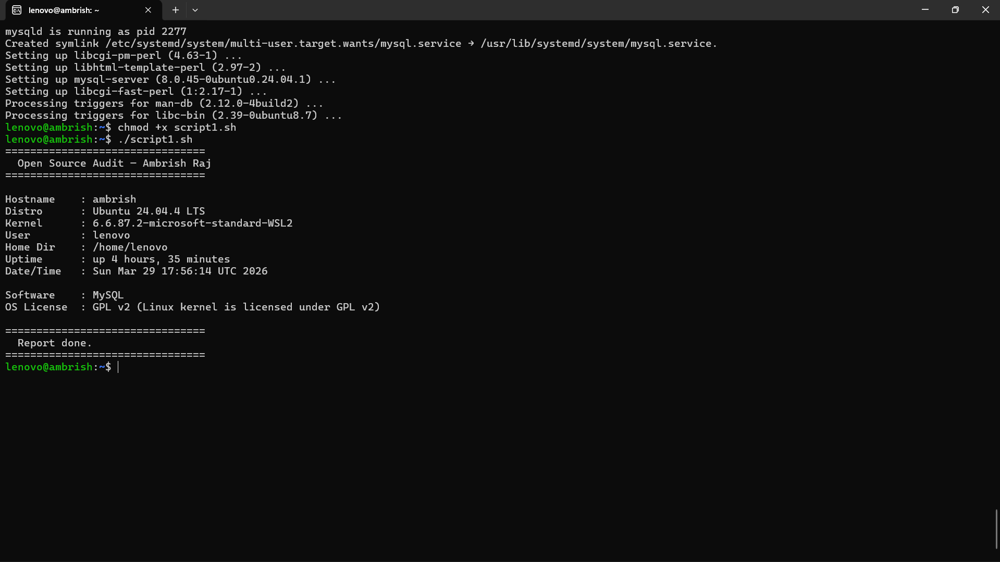 lenovo@ambrish: ~
mysqld is running as pid 2277
Created symlink /etc/systemd/system/multi-user.target.wants/mysql.service → /usr/lib/systemd/system/mysql.service.
Setting up libcgi-pm-perl (4.63-1) ...
Setting up libhtml-template-perl (2.97-2) ...
Setting up mysql-server (8.0.45-0ubuntu0.24.04.1) ...
Setting up libcgi-fast-perl (1:2.17-1) ...
Processing triggers for man-db (2.12.0-4build2) ...
Processing triggers for libc-bin (2.39-0ubuntu8.7) ...
lenovo@ambrish:~$ chmod +x script1.sh
lenovo@ambrish:~$ ./script1.sh
================================
  Open Source Audit — Ambrish Raj
================================

Hostname    : ambrish
Distro      : Ubuntu 24.04.4 LTS
Kernel      : 6.6.87.2-microsoft-standard-WSL2
User        : lenovo
Home Dir    : /home/lenovo
Uptime      : up 4 hours, 35 minutes
Date/Time   : Sun Mar 29 17:56:14 UTC 2026

Software    : MySQL
OS License  : GPL v2 (Linux kernel is licensed under GPL v2)

================================
  Report done.
================================
lenovo@ambrish:~$